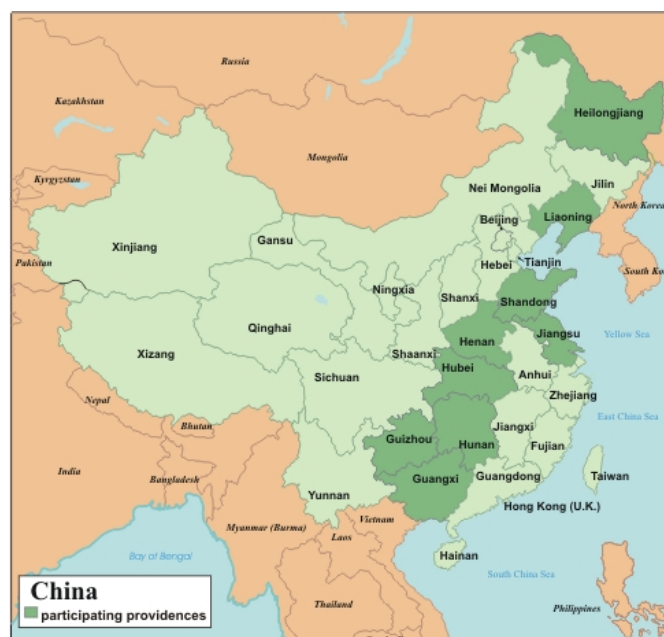 Russia
Kazakhstan
Mongolia
Heilongjiang
Kyrgyzstan
Nei Mongolia
Jilin
North Korea
Beijing
Liaoning
Xinjiang
Gansu
Pakistan
Hebei
Tianjin
South Ko
Ningxia
Shanxi
Shandong
Qinghai
Jiangsu
Yellow Sea
Xizang
Shaanxi
Henan
Hubei
Sichuan
Anhui
Zhejiang
Nepal
East China Sea
Bhutan
Guizhou
Hunan
Jiangxi
Fujian
India
Bangladesh
Guangxi
Guangdong
Taiwan
Yunnan
Hong Kong (U.K.)
Myanmar (Burma)
Vietnam
Laos
Bay of Bengal
Hainan
South China Sea
China
participating providences
Thailand
Philippines